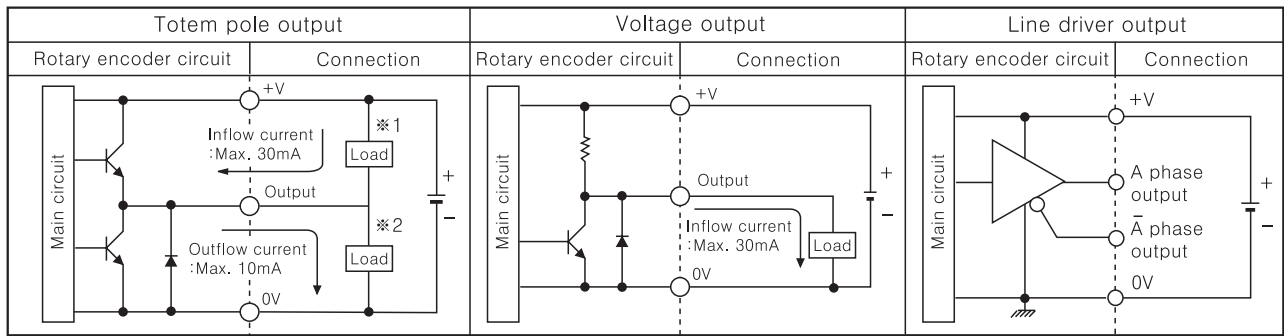 Totem pole output
Voltage output
Line driver output
Rotary encoder circuit
Connection
Rotary encoder circuit
Connection
Rotary encoder circuit
Connection
Main circuit
+V
Inflow current
:Max. 30mA
※1
Load
Output
+
−
※2
Outflow current
:Max. 10mA
Load
0V
Main circuit
+V
Output
+
−
Inflow current
:Max. 30mA
Load
0V
Main circuit
+V
A phase
output
+
−
A̅ phase
output
0V